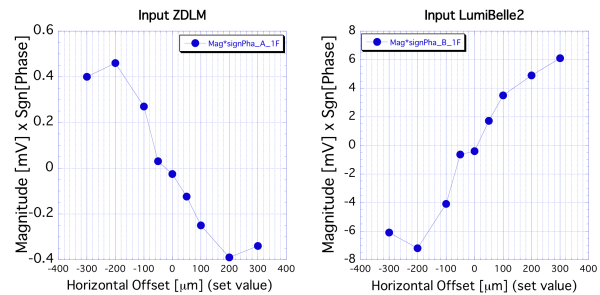 Input ZDLM
Magnitude [mV] x Sgn[Phase]
0.6
0.4
0.2
0
-0.2
-0.4
Mag*signPha_A_1F
-400 -300 -200 -100 0 100 200 300 400
Horizontal Offset [μm] (set value)
Input LumiBelle2
Magnitude [mV] x Sgn[Phase]
8
6
4
2
0
-2
-4
-6
-8
Mag*signPha_B_1F
-400 -300 -200 -100 0 100 200 300 400
Horizontal Offset [μm] (set value)